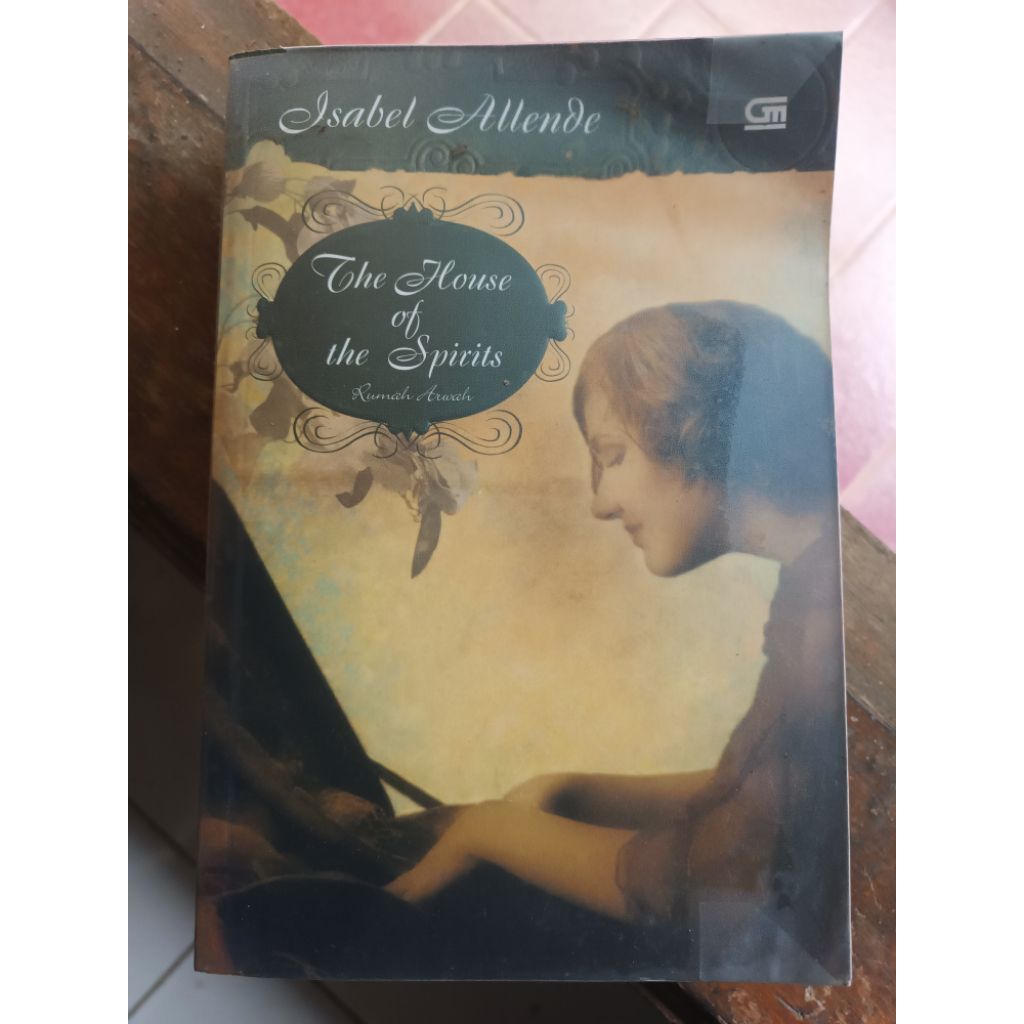 Isabel Allende
GM
The House
of
the Spirits
Rumah Arwah